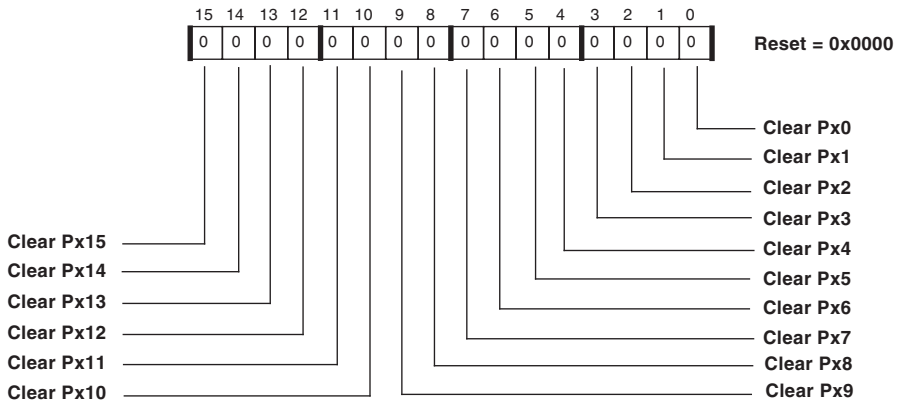 15 14 13 12 11 10 9 8 7 6 5 4 3 2 1 0
0 0 0 0 0 0 0 0 0 0 0 0 0 0 0 0 Reset = 0x0000
Clear Px0
Clear Px1
Clear Px2
Clear Px3
Clear Px4
Clear Px5
Clear Px6
Clear Px7
Clear Px8
Clear Px9
Clear Px15
Clear Px14
Clear Px13
Clear Px12
Clear Px11
Clear Px10